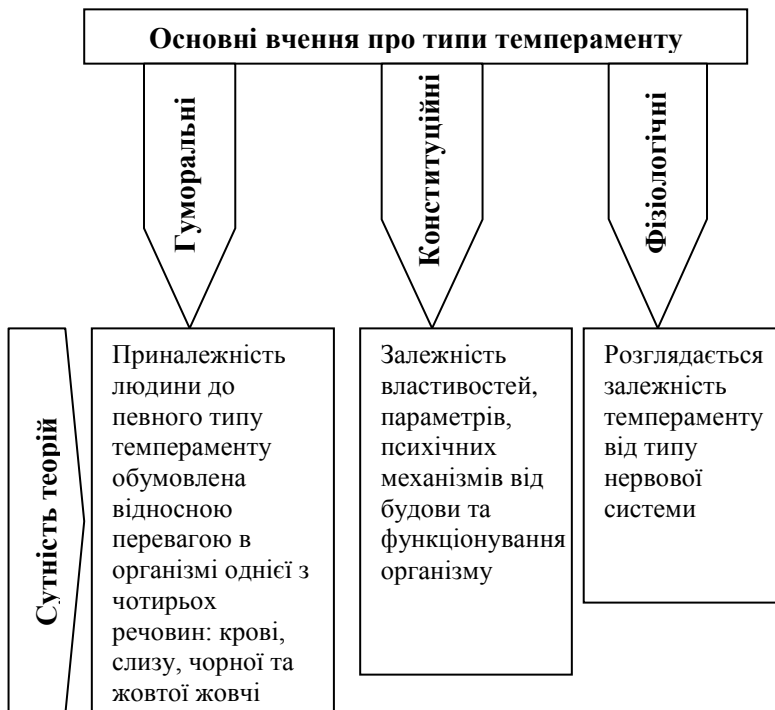 Основні вчення про типи темпераменту
Гуморальні
Конституційні
Фізіологічні
Сутність теорій
Приналежність
людини до
певного типу
темпераменту
обумовлена
відносною
перевагою в
організмі однієї з
чотирьох
речовин: крові,
слизу, чорної та
жовтої жовчі
Залежність
властивостей,
параметрів,
психічних
механізмів від
будови та
функціонування
організму
Розглядається
залежність
темпераменту
від типу
нервової
системи